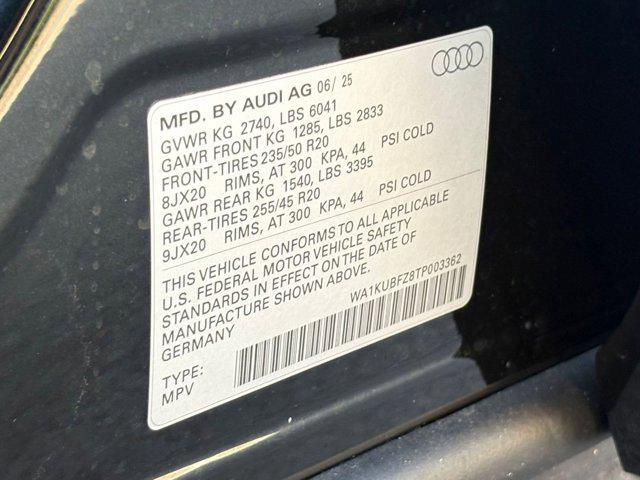 MFD. BY AUDI AG 06/ 25
GVWR KG 2740, LBS 6041
GAWR FRONT KG 1285, LBS 2833
FRONT-TIRES 235/50 R20
8JX20 RIMS, AT 300 KPA, 44 PSI COLD
GAWR REAR KG 1540, LBS 3395
REAR-TIRES 255/45 R20
9JX20 RIMS, AT 300 KPA, 44 PSI COLD
THIS VEHICLE CONFORMS TO ALL APPLICABLE
U.S. FEDERAL MOTOR VEHICLE SAFETY
STANDARDS IN EFFECT ON THE DATE OF
MANUFACTURE SHOWN ABOVE.
GERMANY
WA1KUBFZ8TP003362
TYPE:
MPV